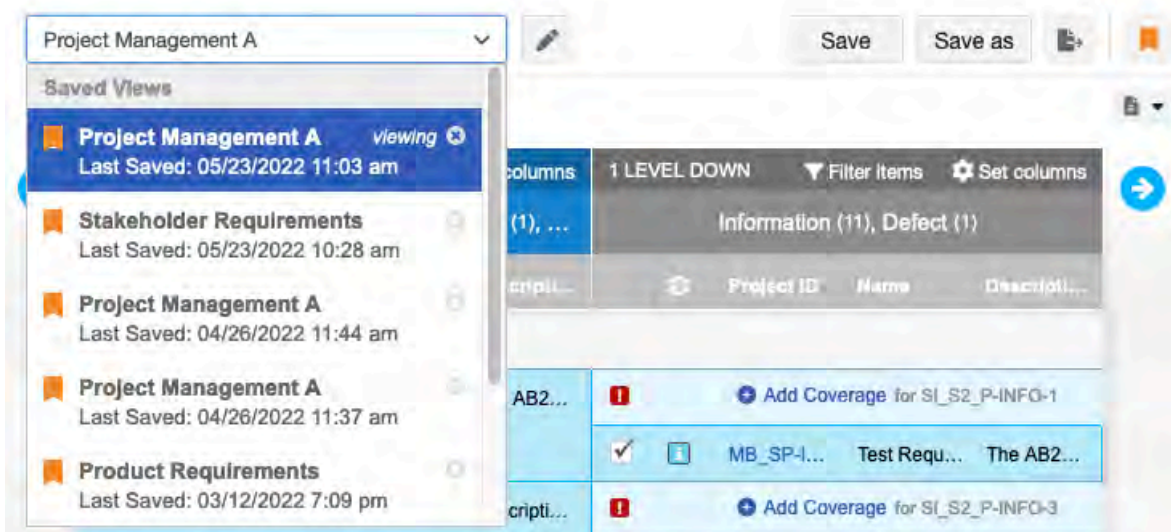 Project Management A
Save
Save as
Saved Views
Project Management A viewing
Last Saved: 05/23/2022 11:03 am
Stakeholder Requirements
Last Saved: 05/23/2022 10:28 am
Project Management A
Last Saved: 04/26/2022 11:44 am
Project Management A
Last Saved: 04/26/2022 11:37 am
Product Requirements
Last Saved: 03/12/2022 7:09 pm
columns
1 LEVEL DOWN Filter items Set columns
(1), ...
Information (11), Defect (1)
cripti...
Project ID Name Descripti...
AB2...
Add Coverage for SI_S2_P-INFO-1
MB_SP-I... Test Requ... The AB2...
cripti...
Add Coverage for SI_S2_P-INFO-3